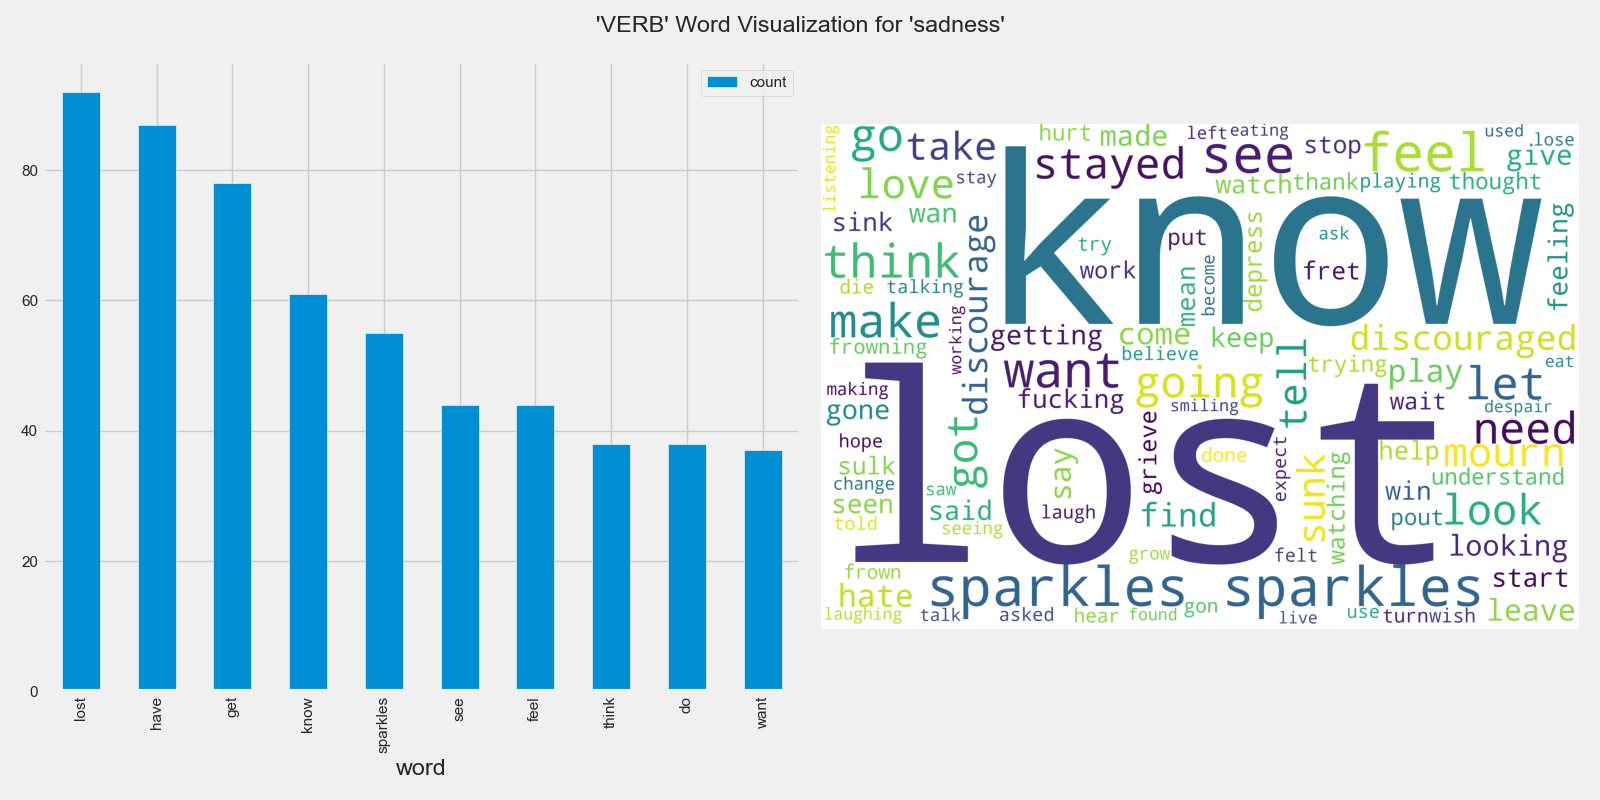 'VERB' Word Visualization for 'sadness'
count
80
60
40
20
0
lost
have
get
know
sparkles
see
feel
think
do
want
word
listening
go
take
hurt
made
left
eating
stayed
see
stop
feel
used
lose
give
love
stay
watch
thank
playing
thought
sink
wan
know
think
discourage
try
put
ask
depress
feeling
die
talking
work
mean
become
fret
make
frowning
working
getting
come
believe
keep
discouraged
making
want
going
tell
trying
play
let
eat
gone
fucking
smiling
wait
despair
hope
got
lost
grieve
need
sulk
say
done
expect
sunk
watching
help
mourn
change
saw
understand
seen
said
laugh
find
win
told
seeing
pout
look
frown
grow
felt
looking
hate
sparkles sparkles
start
laughing
talk
asked
hear
found
gon
live
use
turn
wish
leave